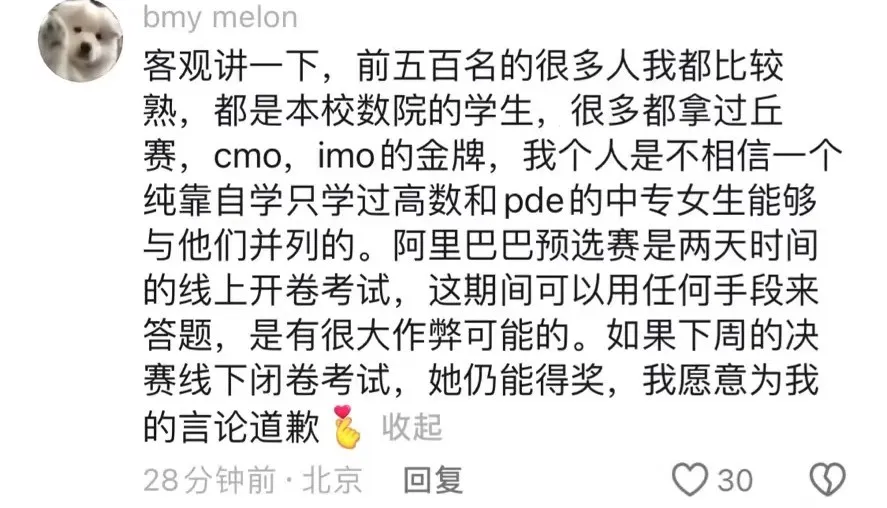 bmy melon
客观讲一下，前五百名的很多人我都比较
熟，都是本校数院的学生，很多都拿过丘
赛，cmo，imo的金牌，我个人是不相信一个
纯靠自学只学过高数和pde的中专女生能够
与他们并列的。阿里巴巴预选赛是两天时间
的线上开卷考试，这期间可以用任何手段来
答题，是有很大作弊可能的。如果下周的决
赛线下闭卷考试，她仍能得奖，我愿意为我
的言论道歉🫰 收起
28分钟前·北京 回复 30